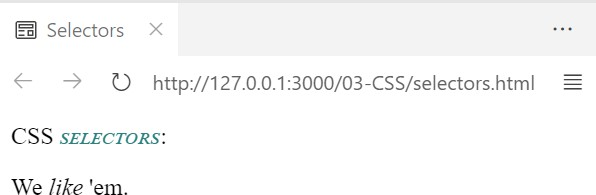 Selectors
http://127.0.0.1:3000/03-CSS/selectors.html
CSS SELECTORS:
We like 'em.